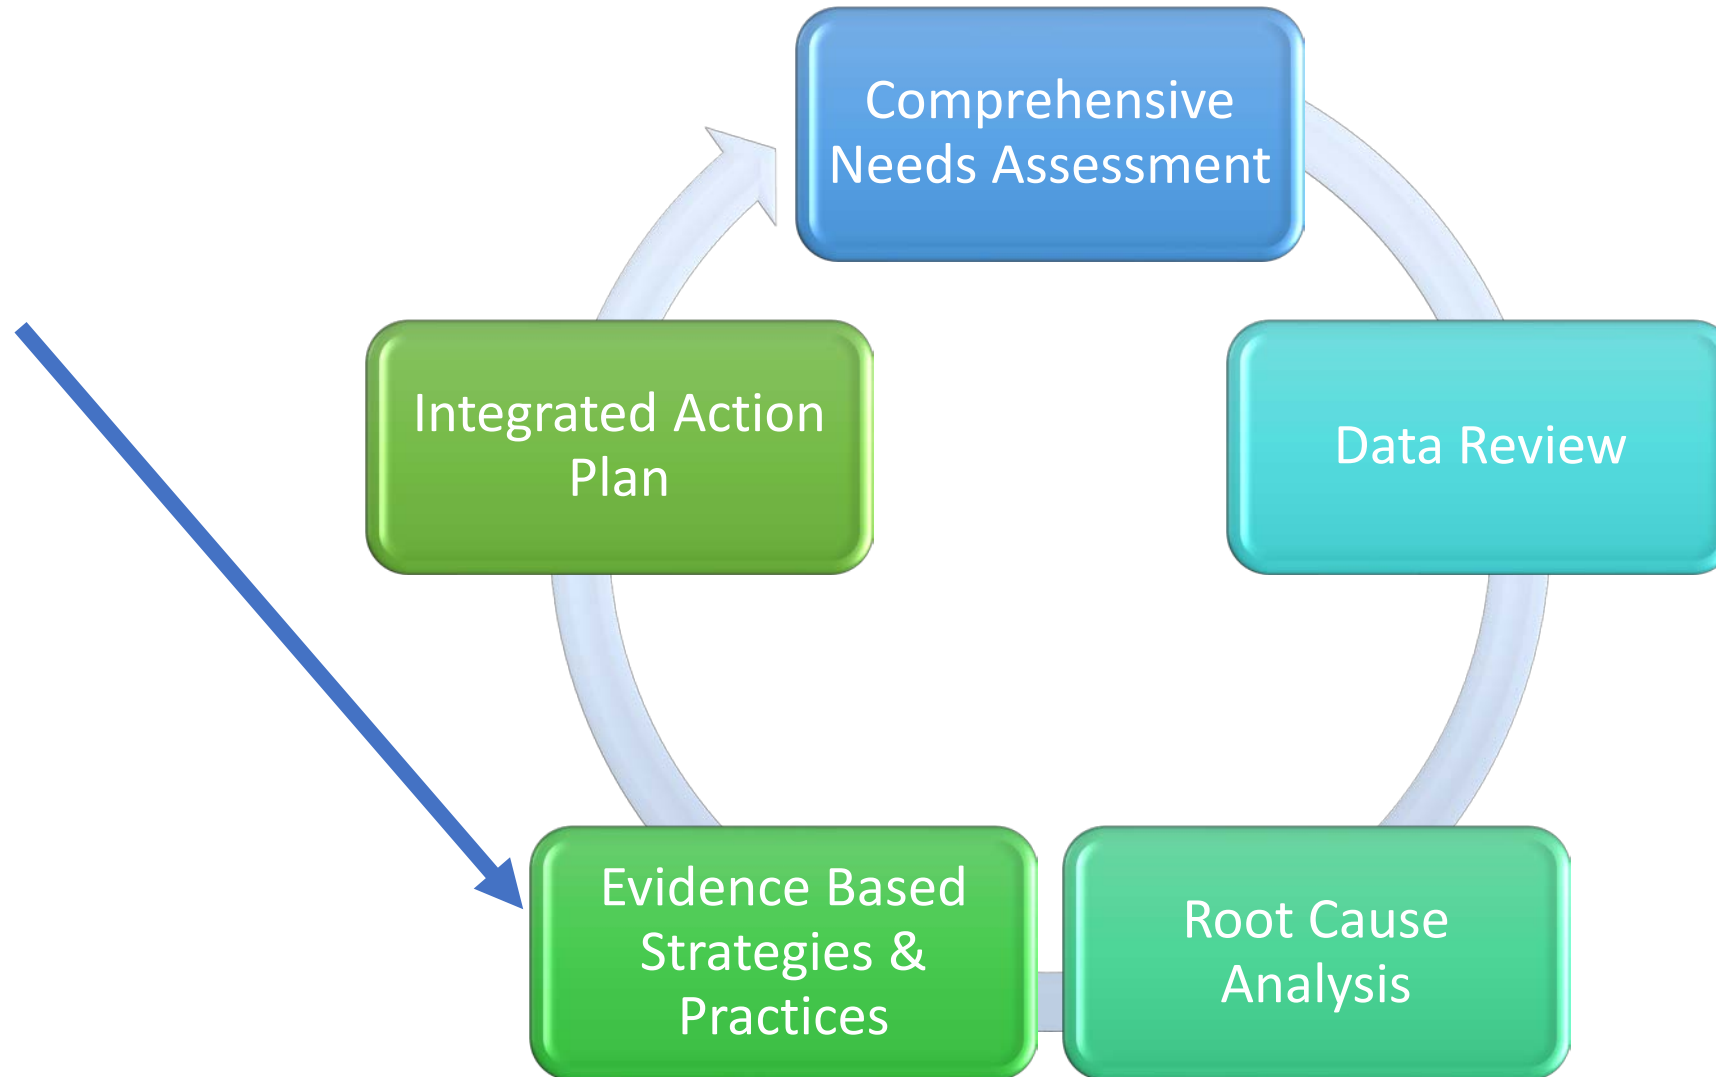 Comprehensive
Needs Assessment
Data Review
Root Cause
Analysis
Evidence Based
Strategies &
Practices
Integrated Action
Plan